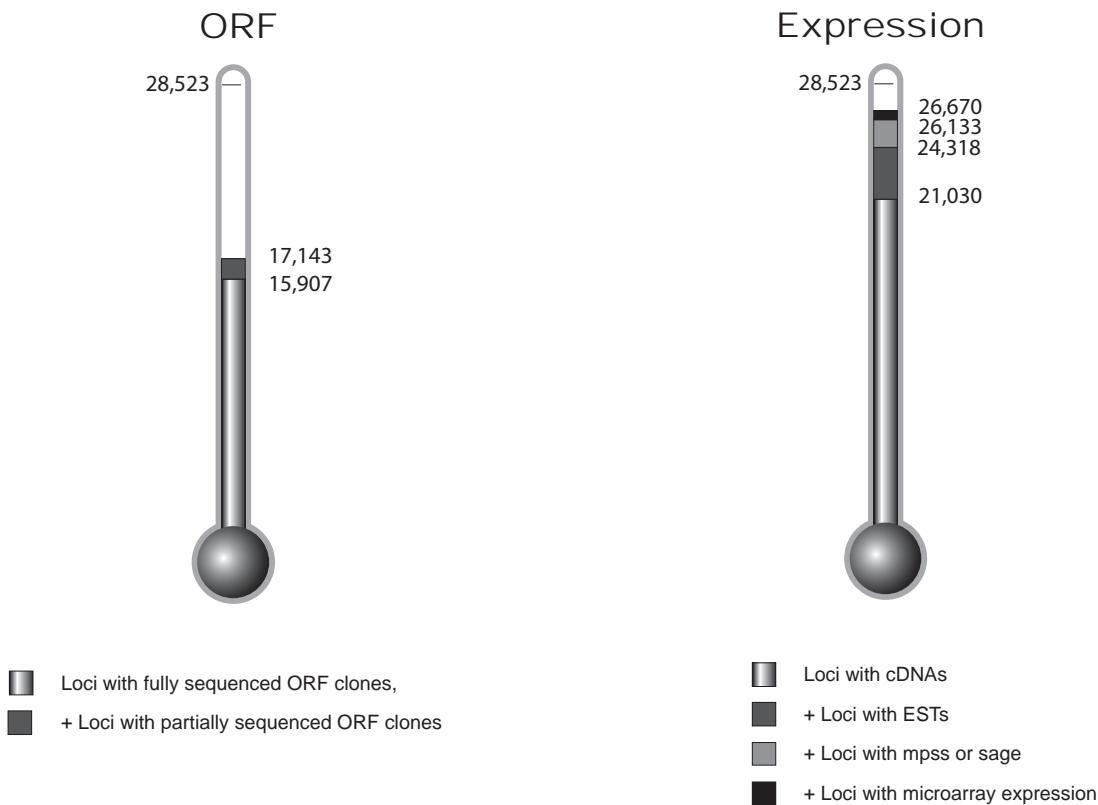 ORF
28,523
17,143
15,907
Loci with fully sequenced ORF clones,
+ Loci with partially sequenced ORF clones
Expression
28,523
26,670
26,133
24,318
21,030
Loci with cDNAs
+ Loci with ESTs
+ Loci with mpss or sage
+ Loci with microarray expression